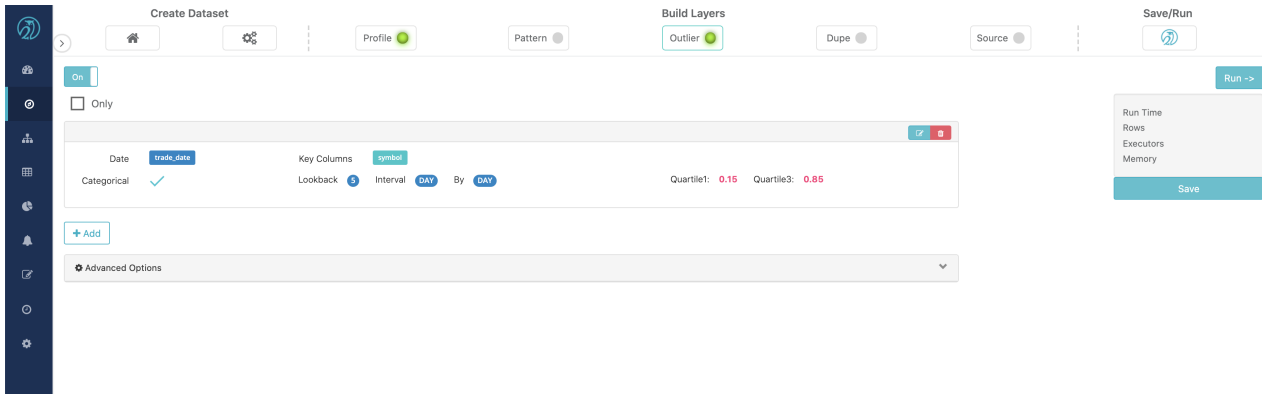 Create Dataset Build Layers Save/Run
Profile Pattern Outlier Dupe Source
On Run ->
Only
Run Time
Rows
Executors
Memory
Save
Date trade_date Key Columns symbol
Categorical Lookback 5 Interval DAY By DAY Quartile1: 0.15 Quartile3: 0.85
+ Add
Advanced Options